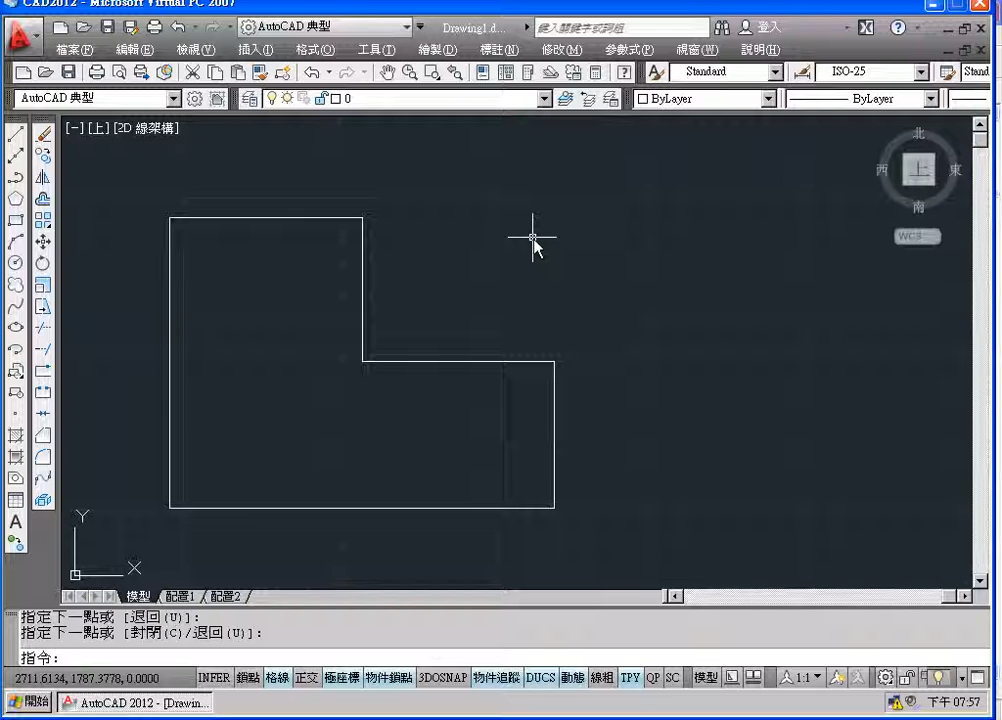 CAD2012 - Microsoft Virtual PC 2007
AutoCAD 典型
Drawing1.d...
鍵入關鍵字或詞組
登入
檔案(F) 編輯(E) 檢視(V) 插入(I) 格式(O) 工具(T) 繪製(D) 標註(N) 修改(M) 參數式(P) 視窗(W) 說明(H)
Standard ISO-25 Stand
AutoCAD 典型 0 ByLayer ByLayer
[−] [上] [2D 線架構]
北
西 上 東
南
WCS
Y
X
模型 配置1 配置2
指定下一點或 [退回(U)]:
指定下一點或 [封閉(C)/退回(U)]:
指令:
2711.6134, 1787.3778, 0.0000 INFER 鎖點 格線 正交 極座標 物件鎖點 3DOSNAP 物件追蹤 DUCS 動態 線粗 TPY QP SC 模型 1:1
開始 AutoCAD 2012 - [Drawin... 下午 07:57